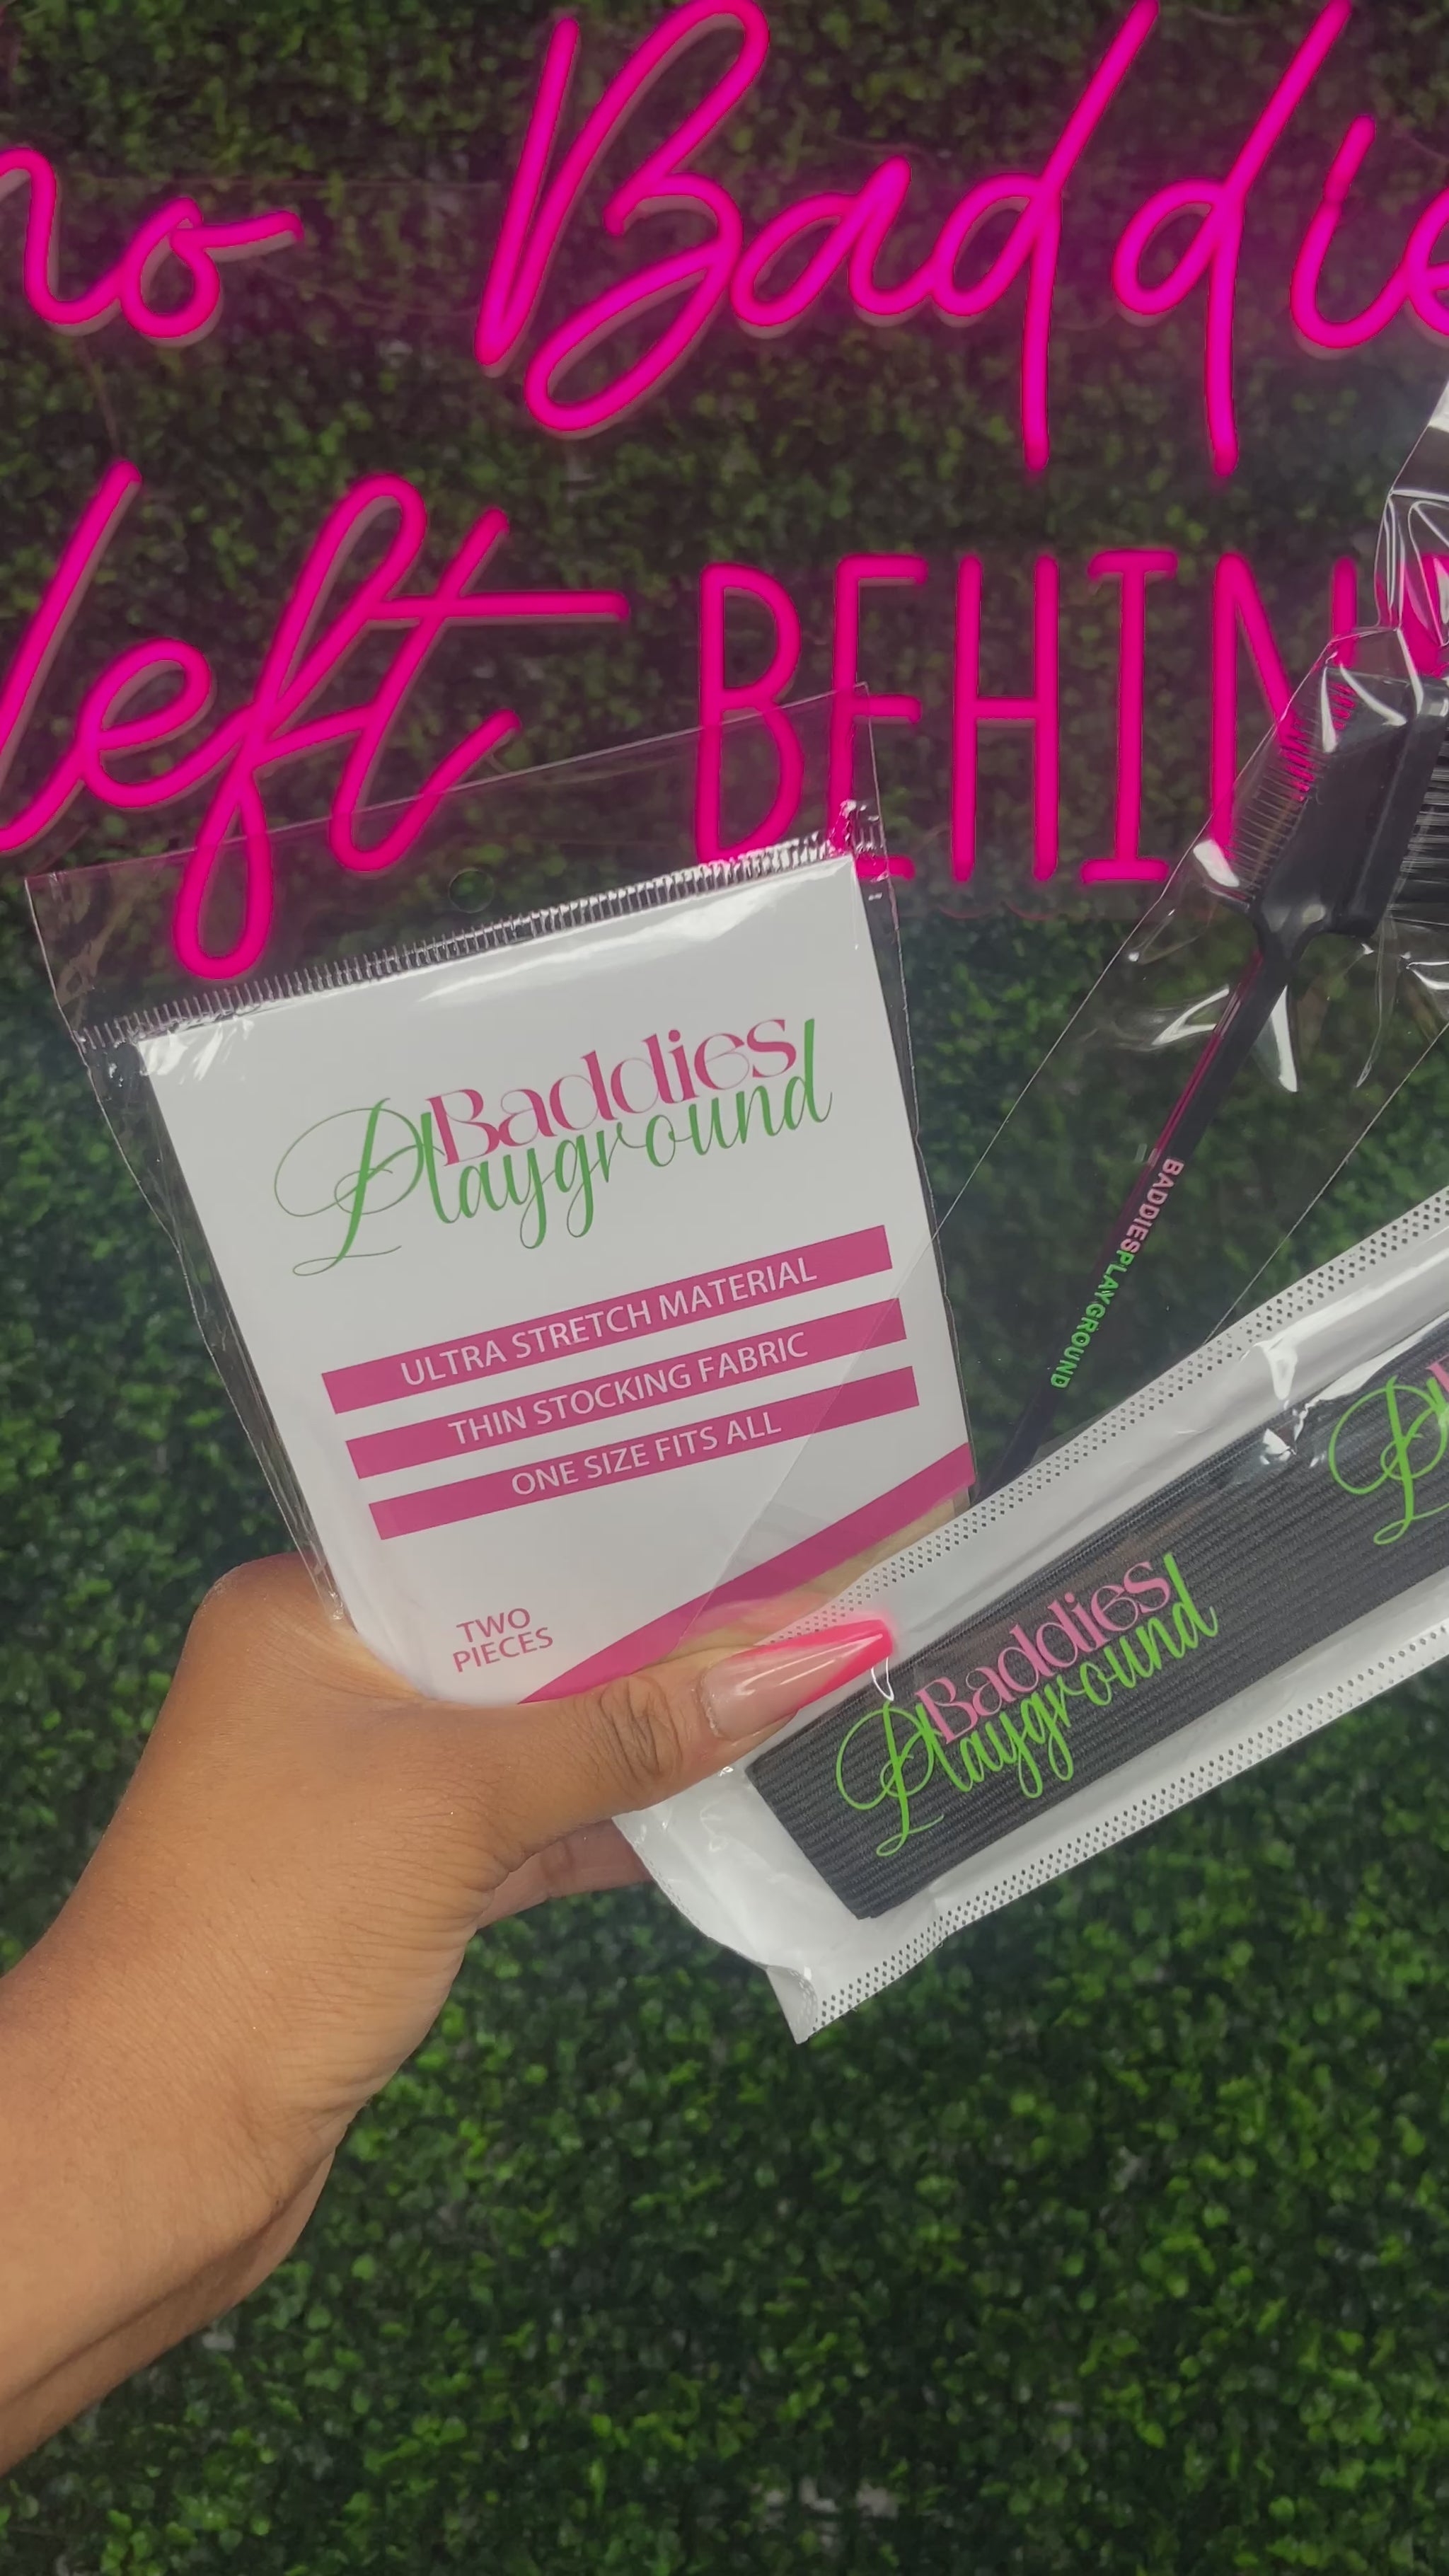 no Baddie
left BEHIN
Baddies
Playground
ULTRA STRETCH MATERIAL
THIN STOCKING FABRIC
ONE SIZE FITS ALL
TWO
PIECES
BADDIESPLAYGROUND
Baddies
Playground